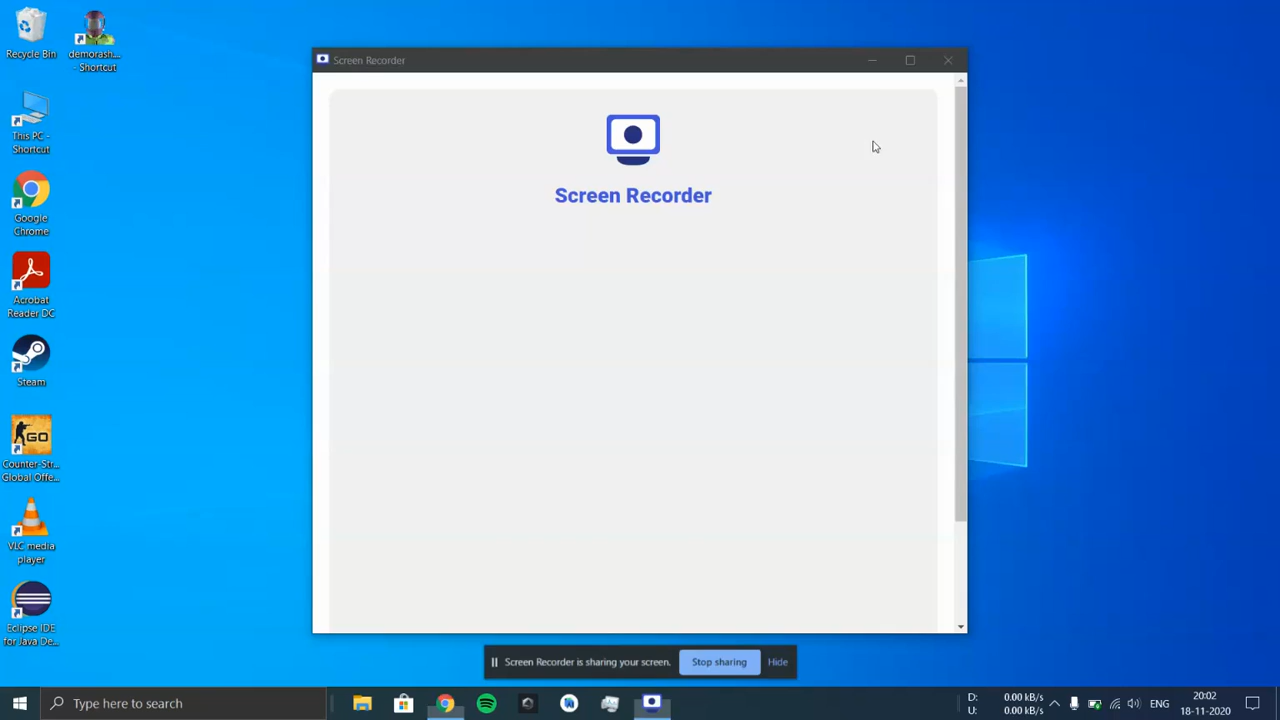 Recycle Bin
demorash...
- Shortcut
This PC -
Shortcut
Google
Chrome
Acrobat
Reader DC
Steam
GO
Counter-Str...
Global Offe...
VLC media
player
Eclipse IDE
for Java De...
Screen Recorder
Screen Recorder
Screen Recorder is sharing your screen.
Stop sharing
Hide
Type here to search
D: 0.00 kB/s
U: 0.00 kB/s
ENG
20:02
18-11-2020